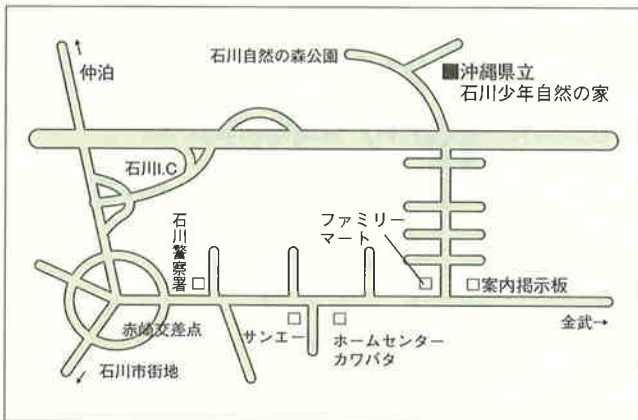 仲泊
石川自然の森公園
沖縄県立
石川少年自然の家
石川I.C
石川警察署
ファミリー
マート
案内掲示板
赤崎交差点
サンエー
ホームセンター
カワバタ
金武→
石川市街地